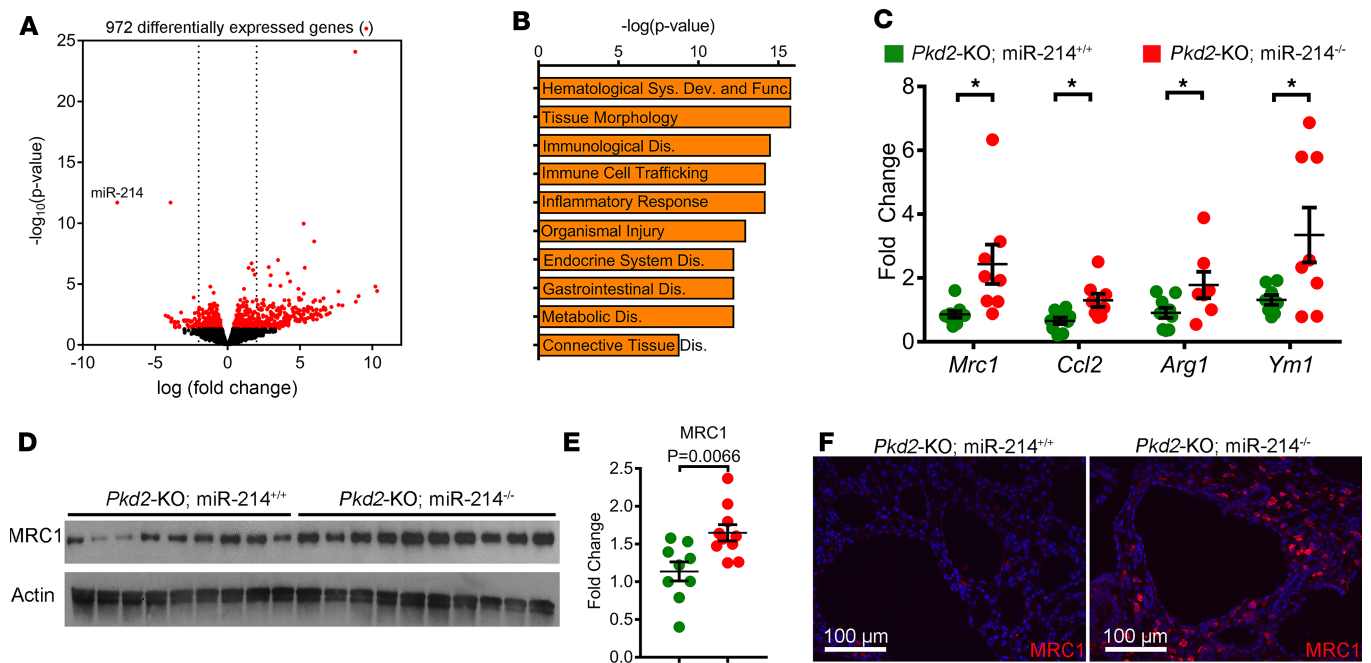 A
972 differentially expressed genes (•)
25
20
15
10
5
0
-log₁₀(p-value)
miR-214
-10
-5
0
5
10
log (fold change)
B
-log(p-value)
0
5
10
15
Hematological Sys. Dev. and Func.
Tissue Morphology
Immunological Dis.
Immune Cell Trafficking
Inflammatory Response
Organismal Injury
Endocrine System Dis.
Gastrointestinal Dis.
Metabolic Dis.
Connective Tissue Dis.
C
Pkd2-KO; miR-214⁺/⁺
Pkd2-KO; miR-214⁻/⁻
* * * *
8
6
4
2
0
Fold Change
Mrc1
Ccl2
Arg1
Ym1
D
Pkd2-KO; miR-214⁺/⁺
Pkd2-KO; miR-214⁻/⁻
MRC1
Actin
E
MRC1
P=0.0066
2.5
2.0
1.5
1.0
0.5
0.0
Fold Change
F
Pkd2-KO; miR-214⁺/⁺
Pkd2-KO; miR-214⁻/⁻
100 µm
MRC1
100 µm
MRC1